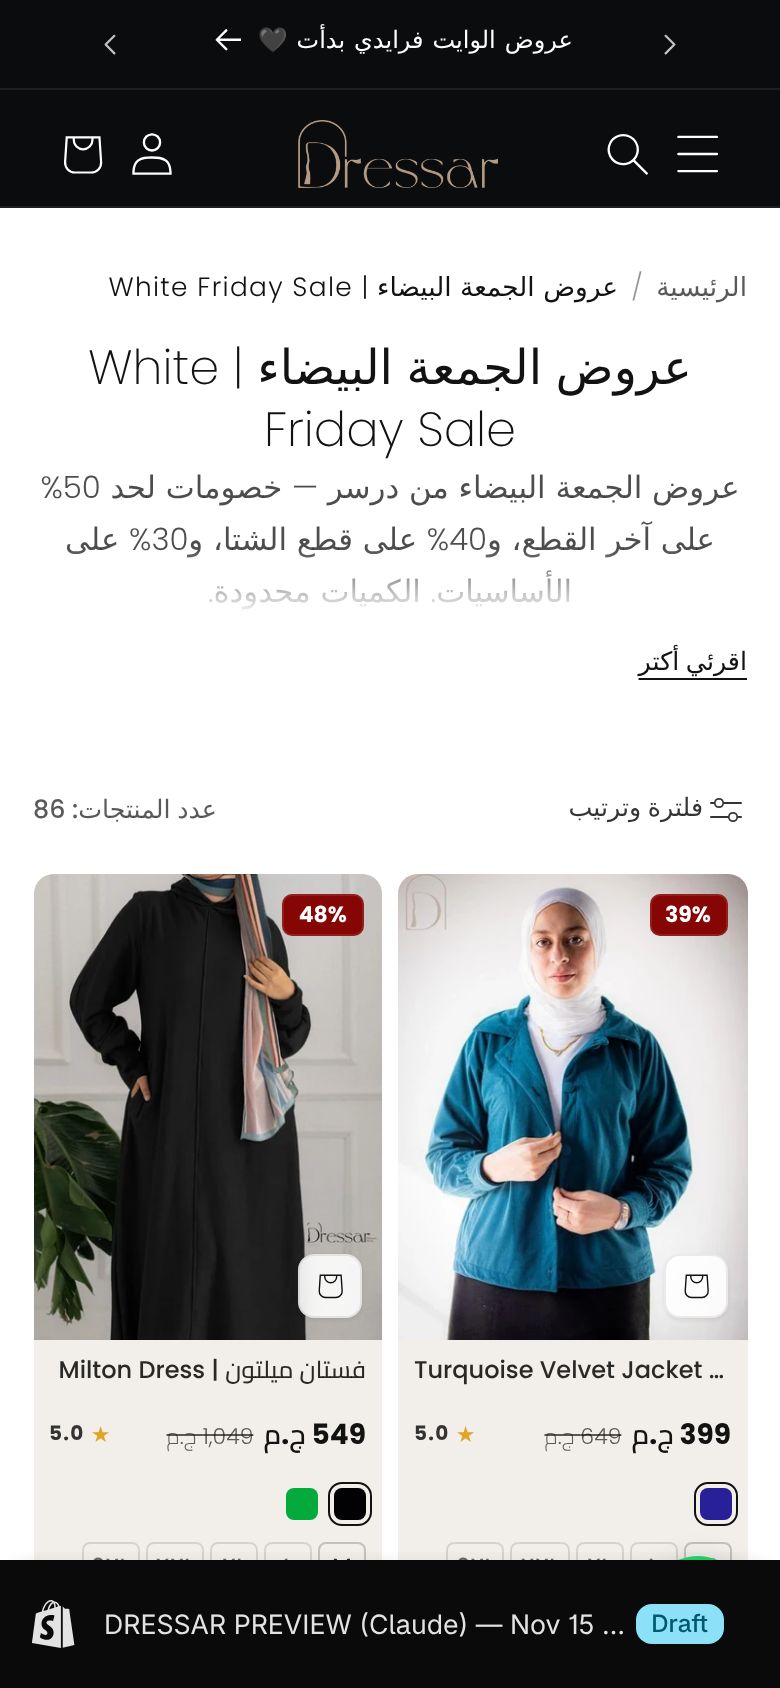 عروض الوايت فرايدي بدأت 🖤 ←
Dressar
الرئيسية / عروض الجمعة البيضاء | White Friday Sale
عروض الجمعة البيضاء | White
Friday Sale
عروض الجمعة البيضاء من درسر — خصومات لحد 50%
على آخر القطع، و40% على قطع الشتا، و30% على
الأساسيات. الكميات محدودة.
اقرئي أكتر
فلترة وترتيب
عدد المنتجات: 86
39%
48%
Dressar
Turquoise Velvet Jacket ...
399 ج.م 649 ج.م
5.0 ★
فستان ميلتون | Milton Dress
549 ج.م 1,049 ج.م
5.0 ★
DRESSAR PREVIEW (Claude) — Nov 15 ...
Draft